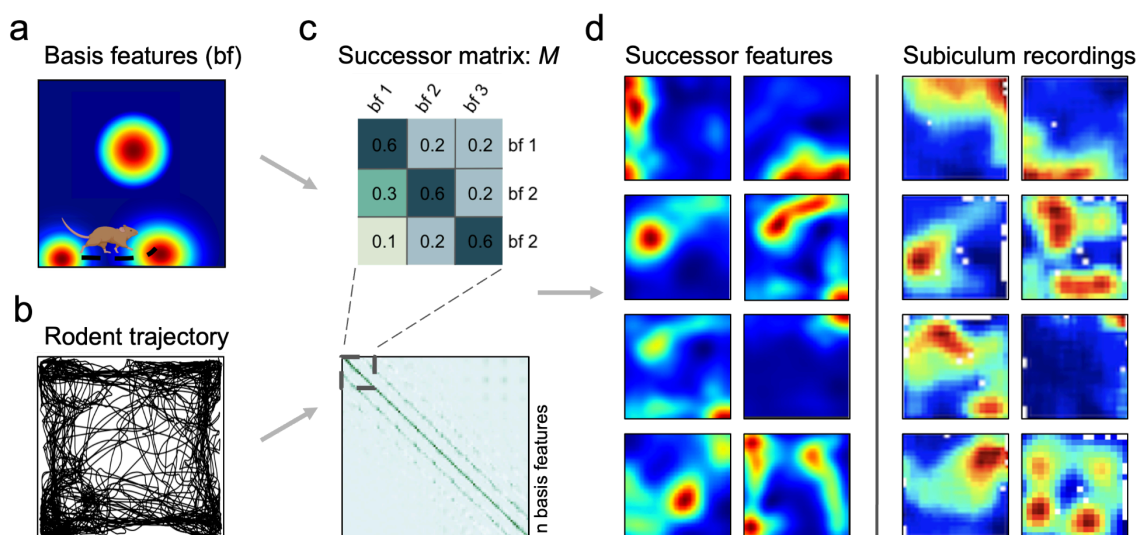 a
Basis features (bf)
b
Rodent trajectory
c
Successor matrix: M
bf 1
bf 2
bf 3
0.6 0.2 0.2 bf 1
0.3 0.6 0.2 bf 2
0.1 0.2 0.6 bf 2
n basis features
d
Successor features
Subiculum recordings